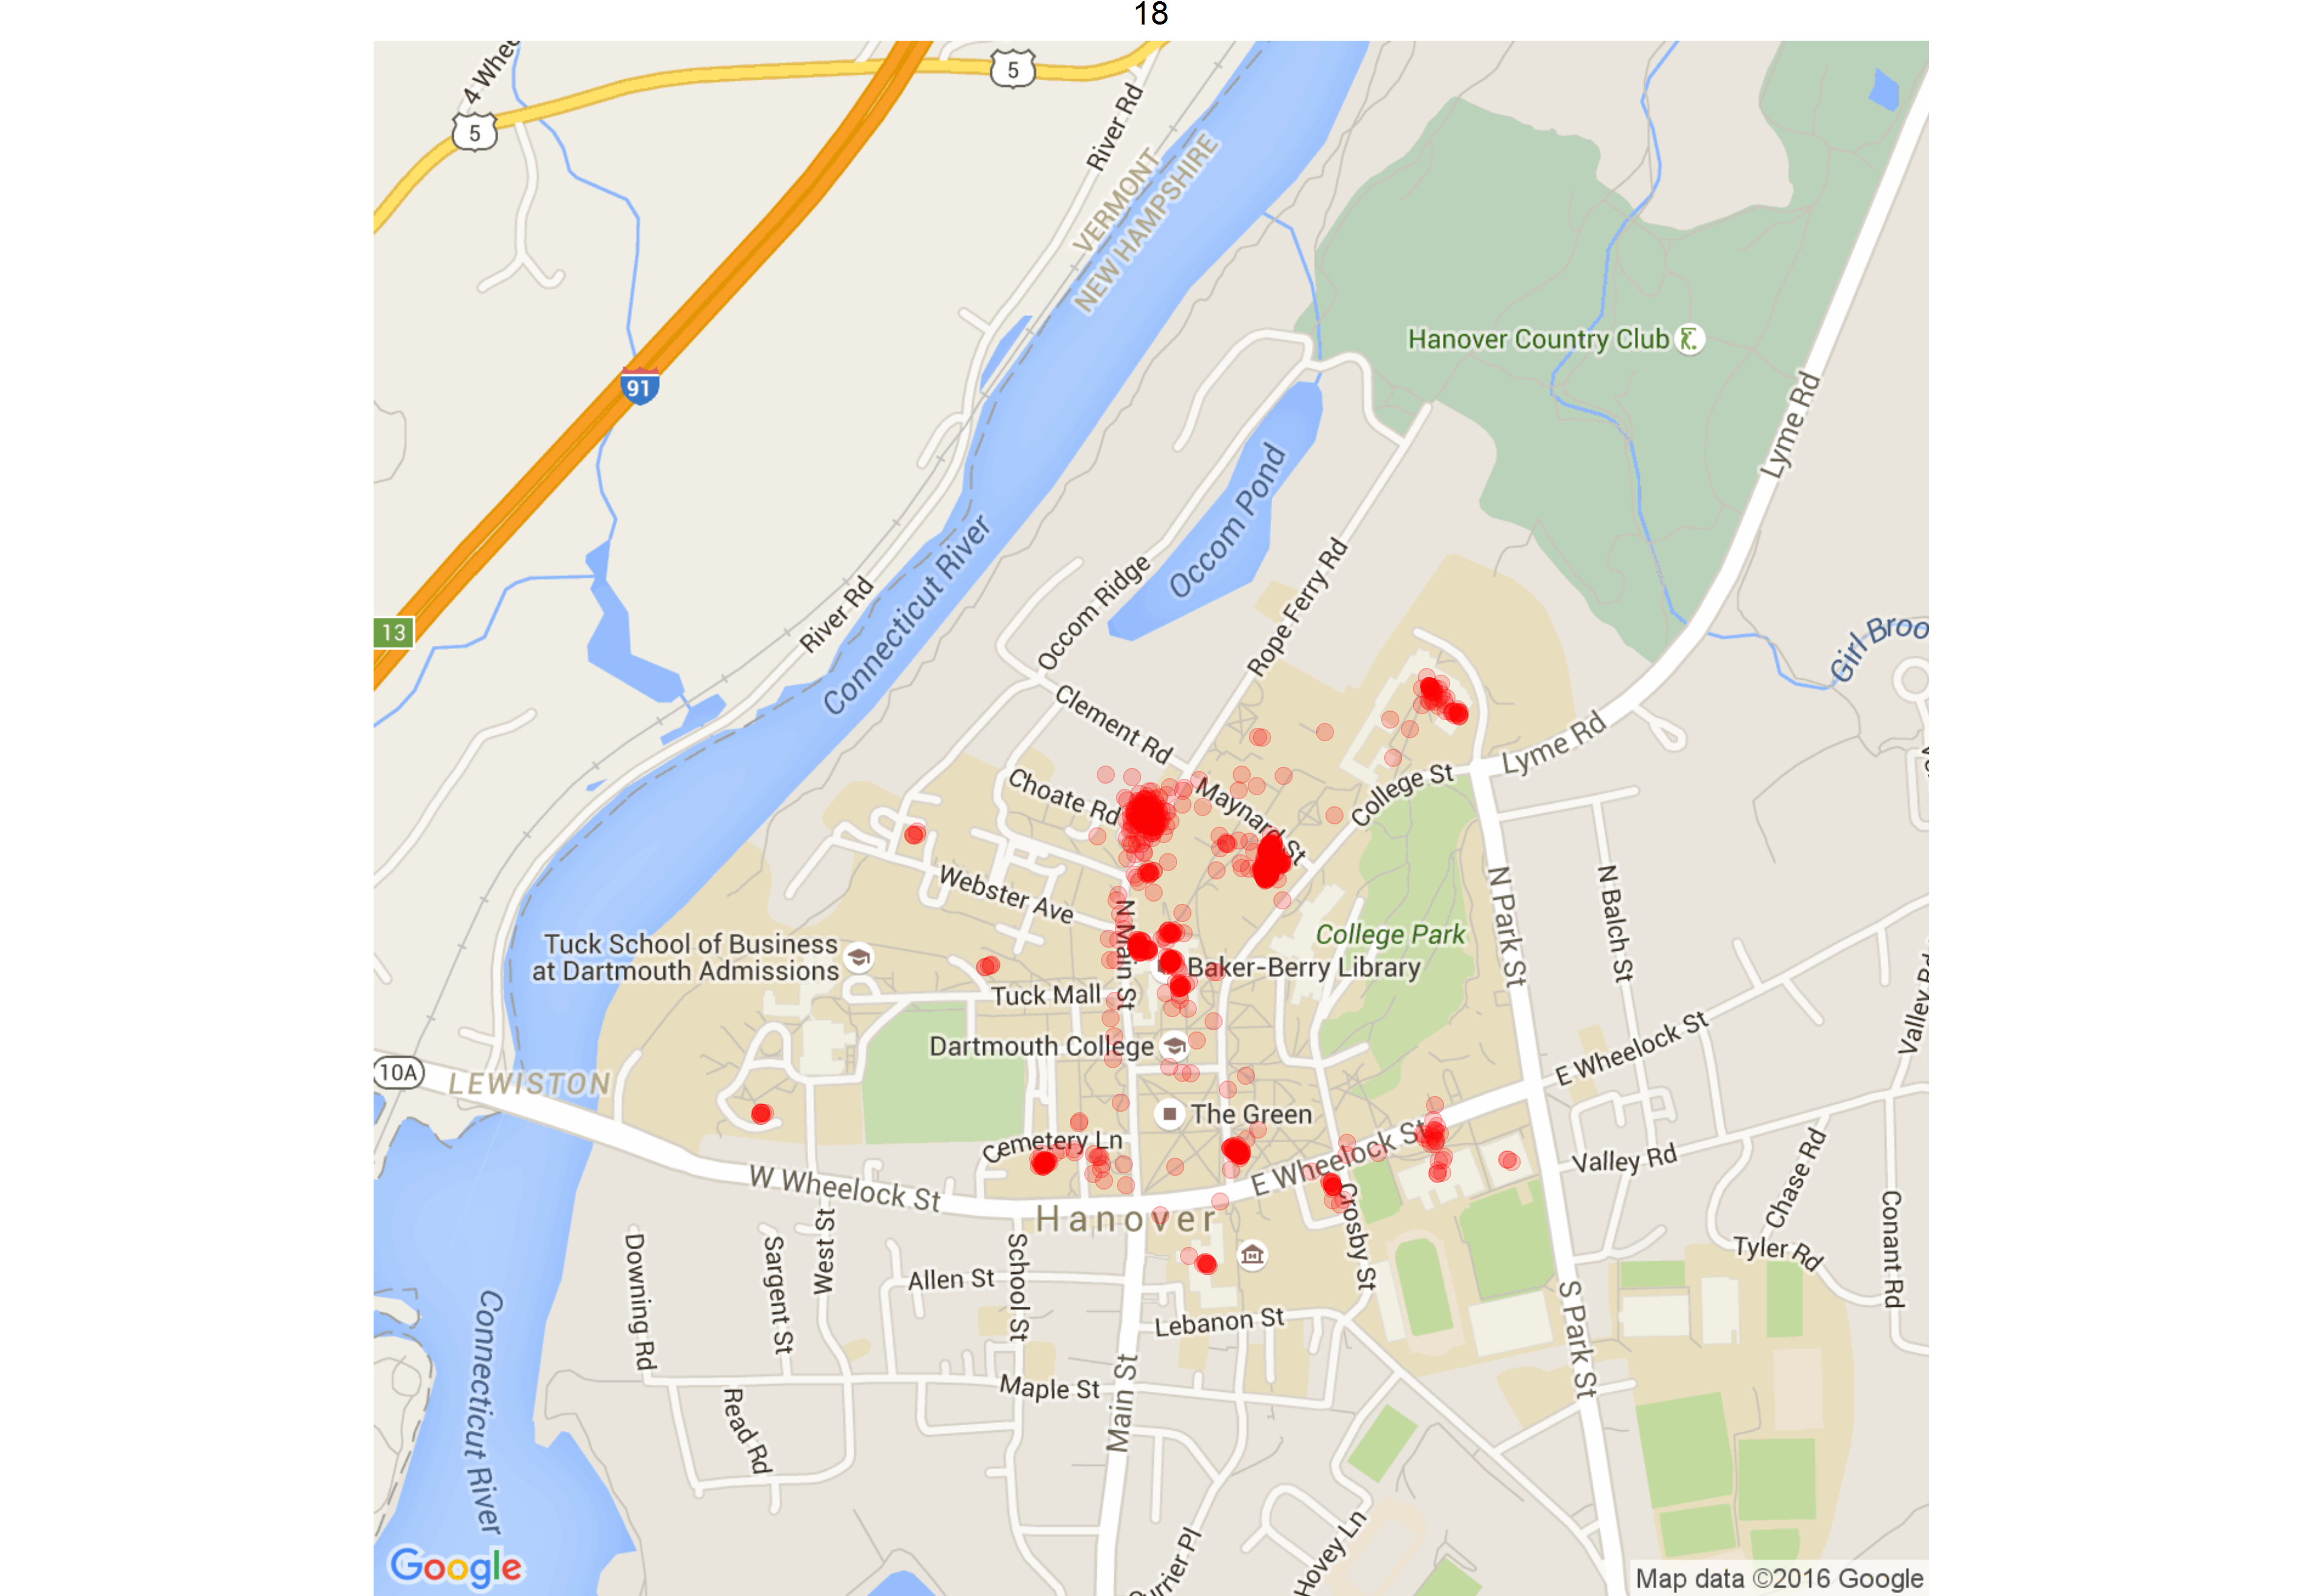 18
4 Whee
5
5
River Rd
VERMONT
NEW HAMPSHIRE
Hanover Country Club
91
Lyme Rd
Occom Pond
Connecticut River
13
River Rd
Occom Ridge
Rope Ferry Rd
Girl Broo
Clement Rd
Lyme Rd
Choate Rd
Maynard St
College St
Webster Ave
N Main St
N Park St
N Balch St
College Park
Tuck School of Business
at Dartmouth Admissions
Baker-Berry Library
Tuck Mall
Valley Rd
Dartmouth College
E Wheelock St
10A
LEWISTON
The Green
Cemetery Ln
E Wheelock St
Valley Rd
Chase Rd
W Wheelock St
Hanover
Crosby St
Conant Rd
Tyler Rd
Downing Rd
Sargent St
West St
School St
Allen St
Lebanon St
S Park St
Connecticut River
Maple St
Main St
Read Rd
urrier Pl
Hovey Ln
Google
Map data ©2016 Google